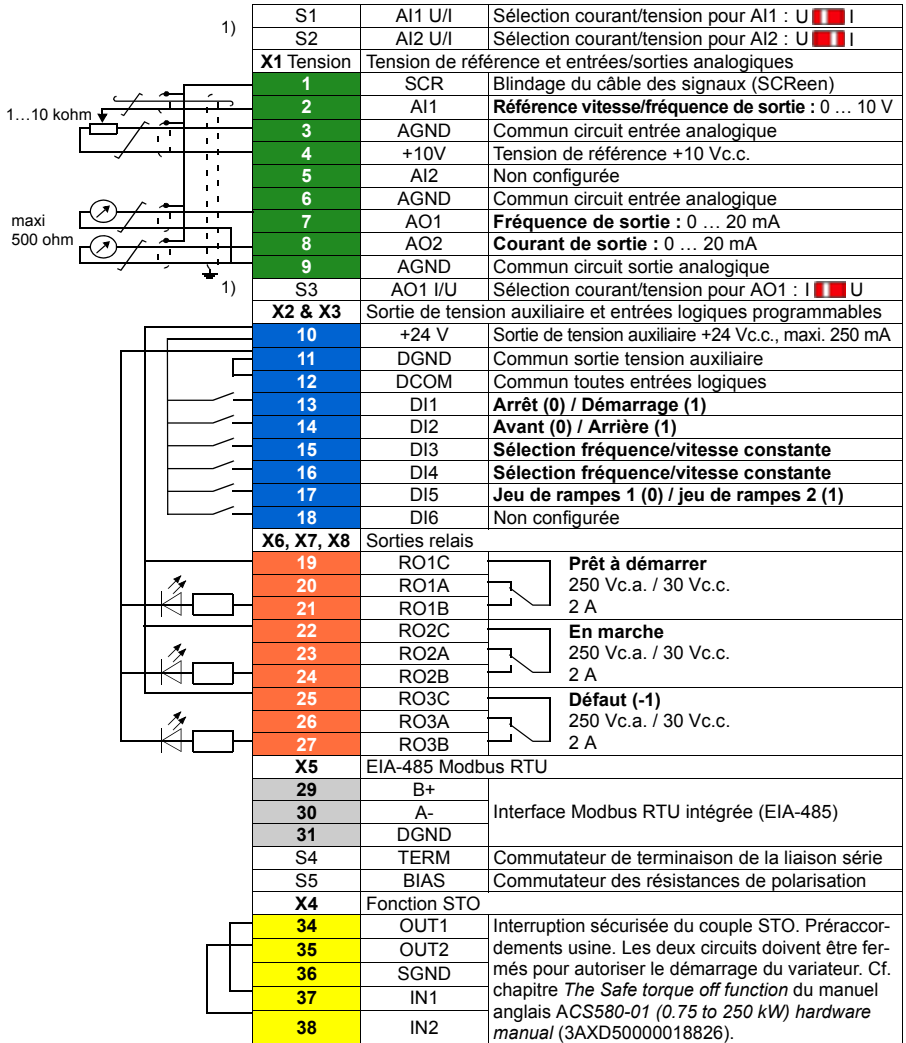 1) S1 AI1 U/I Sélection courant/tension pour AI1 : U I
S2 AI2 U/I Sélection courant/tension pour AI2 : U I
X1 Tension Tension de référence et entrées/sorties analogiques
1 SCR Blindage du câble des signaux (SCReen)
1…10 kohm 2 AI1 Référence vitesse/fréquence de sortie : 0 … 10 V
3 AGND Commun circuit entrée analogique
4 +10V Tension de référence +10 Vc.c.
5 AI2 Non configurée
6 AGND Commun circuit entrée analogique
maxi 7 AO1 Fréquence de sortie : 0 … 20 mA
500 ohm 8 AO2 Courant de sortie : 0 … 20 mA
9 AGND Commun circuit sortie analogique
1) S3 AO1 I/U Sélection courant/tension pour AO1 : I U
X2 & X3 Sortie de tension auxiliaire et entrées logiques programmables
10 +24 V Sortie de tension auxiliaire +24 Vc.c., maxi. 250 mA
11 DGND Commun sortie tension auxiliaire
12 DCOM Commun toutes entrées logiques
13 DI1 Arrêt (0) / Démarrage (1)
14 DI2 Avant (0) / Arrière (1)
15 DI3 Sélection fréquence/vitesse constante
16 DI4 Sélection fréquence/vitesse constante
17 DI5 Jeu de rampes 1 (0) / jeu de rampes 2 (1)
18 DI6 Non configurée
X6, X7, X8 Sorties relais
19 RO1C Prêt à démarrer
20 RO1A 250 Vc.a. / 30 Vc.c.
21 RO1B 2 A
22 RO2C En marche
23 RO2A 250 Vc.a. / 30 Vc.c.
24 RO2B 2 A
25 RO3C Défaut (-1)
26 RO3A 250 Vc.a. / 30 Vc.c.
27 RO3B 2 A
X5 EIA-485 Modbus RTU
29 B+
30 A- Interface Modbus RTU intégrée (EIA-485)
31 DGND
S4 TERM Commutateur de terminaison de la liaison série
S5 BIAS Commutateur des résistances de polarisation
X4 Fonction STO
34 OUT1 Interruption sécurisée du couple STO. Préraccor-
35 OUT2 dements usine. Les deux circuits doivent être fer-
36 SGND més pour autoriser le démarrage du variateur. Cf.
37 IN1 chapitre The Safe torque off function du manuel
anglais ACS580-01 (0.75 to 250 kW) hardware
38 IN2 manual (3AXD50000018826).